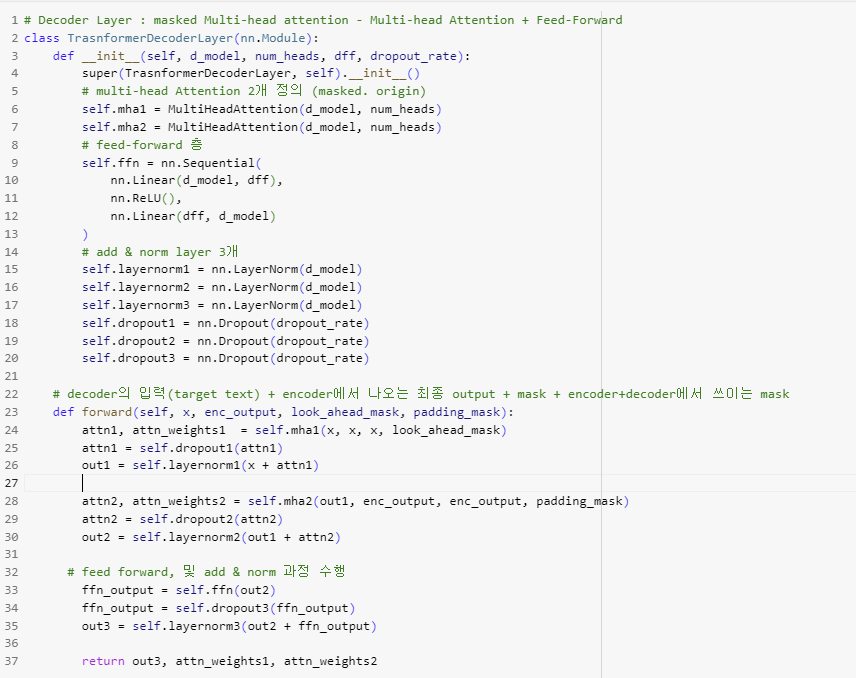 1 # Decoder Layer : masked Multi-head attention - Multi-head Attention + Feed-Forward
2 class TrasnformerDecoderLayer(nn.Module):
3     def __init__(self, d_model, num_heads, dff, dropout_rate):
4         super(TrasnformerDecoderLayer, self).__init__()
5         # multi-head Attention 2개 정의 (masked. origin)
6         self.mha1 = MultiHeadAttention(d_model, num_heads)
7         self.mha2 = MultiHeadAttention(d_model, num_heads)
8         # feed-forward 층
9         self.ffn = nn.Sequential(
10             nn.Linear(d_model, dff),
11             nn.ReLU(),
12             nn.Linear(dff, d_model)
13         )
14         # add & norm layer 3개
15         self.layernorm1 = nn.LayerNorm(d_model)
16         self.layernorm2 = nn.LayerNorm(d_model)
17         self.layernorm3 = nn.LayerNorm(d_model)
18         self.dropout1 = nn.Dropout(dropout_rate)
19         self.dropout2 = nn.Dropout(dropout_rate)
20         self.dropout3 = nn.Dropout(dropout_rate)
21
22     # decoder의 입력(target text) + encoder에서 나오는 최종 output + mask + encoder+decoder에서 쓰이는 mask
23     def forward(self, x, enc_output, look_ahead_mask, padding_mask):
24         attn1, attn_weights1  = self.mha1(x, x, x, look_ahead_mask)
25         attn1 = self.dropout1(attn1)
26         out1 = self.layernorm1(x + attn1)
27
28         attn2, attn_weights2 = self.mha2(out1, enc_output, enc_output, padding_mask)
29         attn2 = self.dropout2(attn2)
30         out2 = self.layernorm2(out1 + attn2)
31
32       # feed forward, 및 add & norm 과정 수행
33         ffn_output = self.ffn(out2)
34         ffn_output = self.dropout3(ffn_output)
35         out3 = self.layernorm3(out2 + ffn_output)
36
37         return out3, attn_weights1, attn_weights2